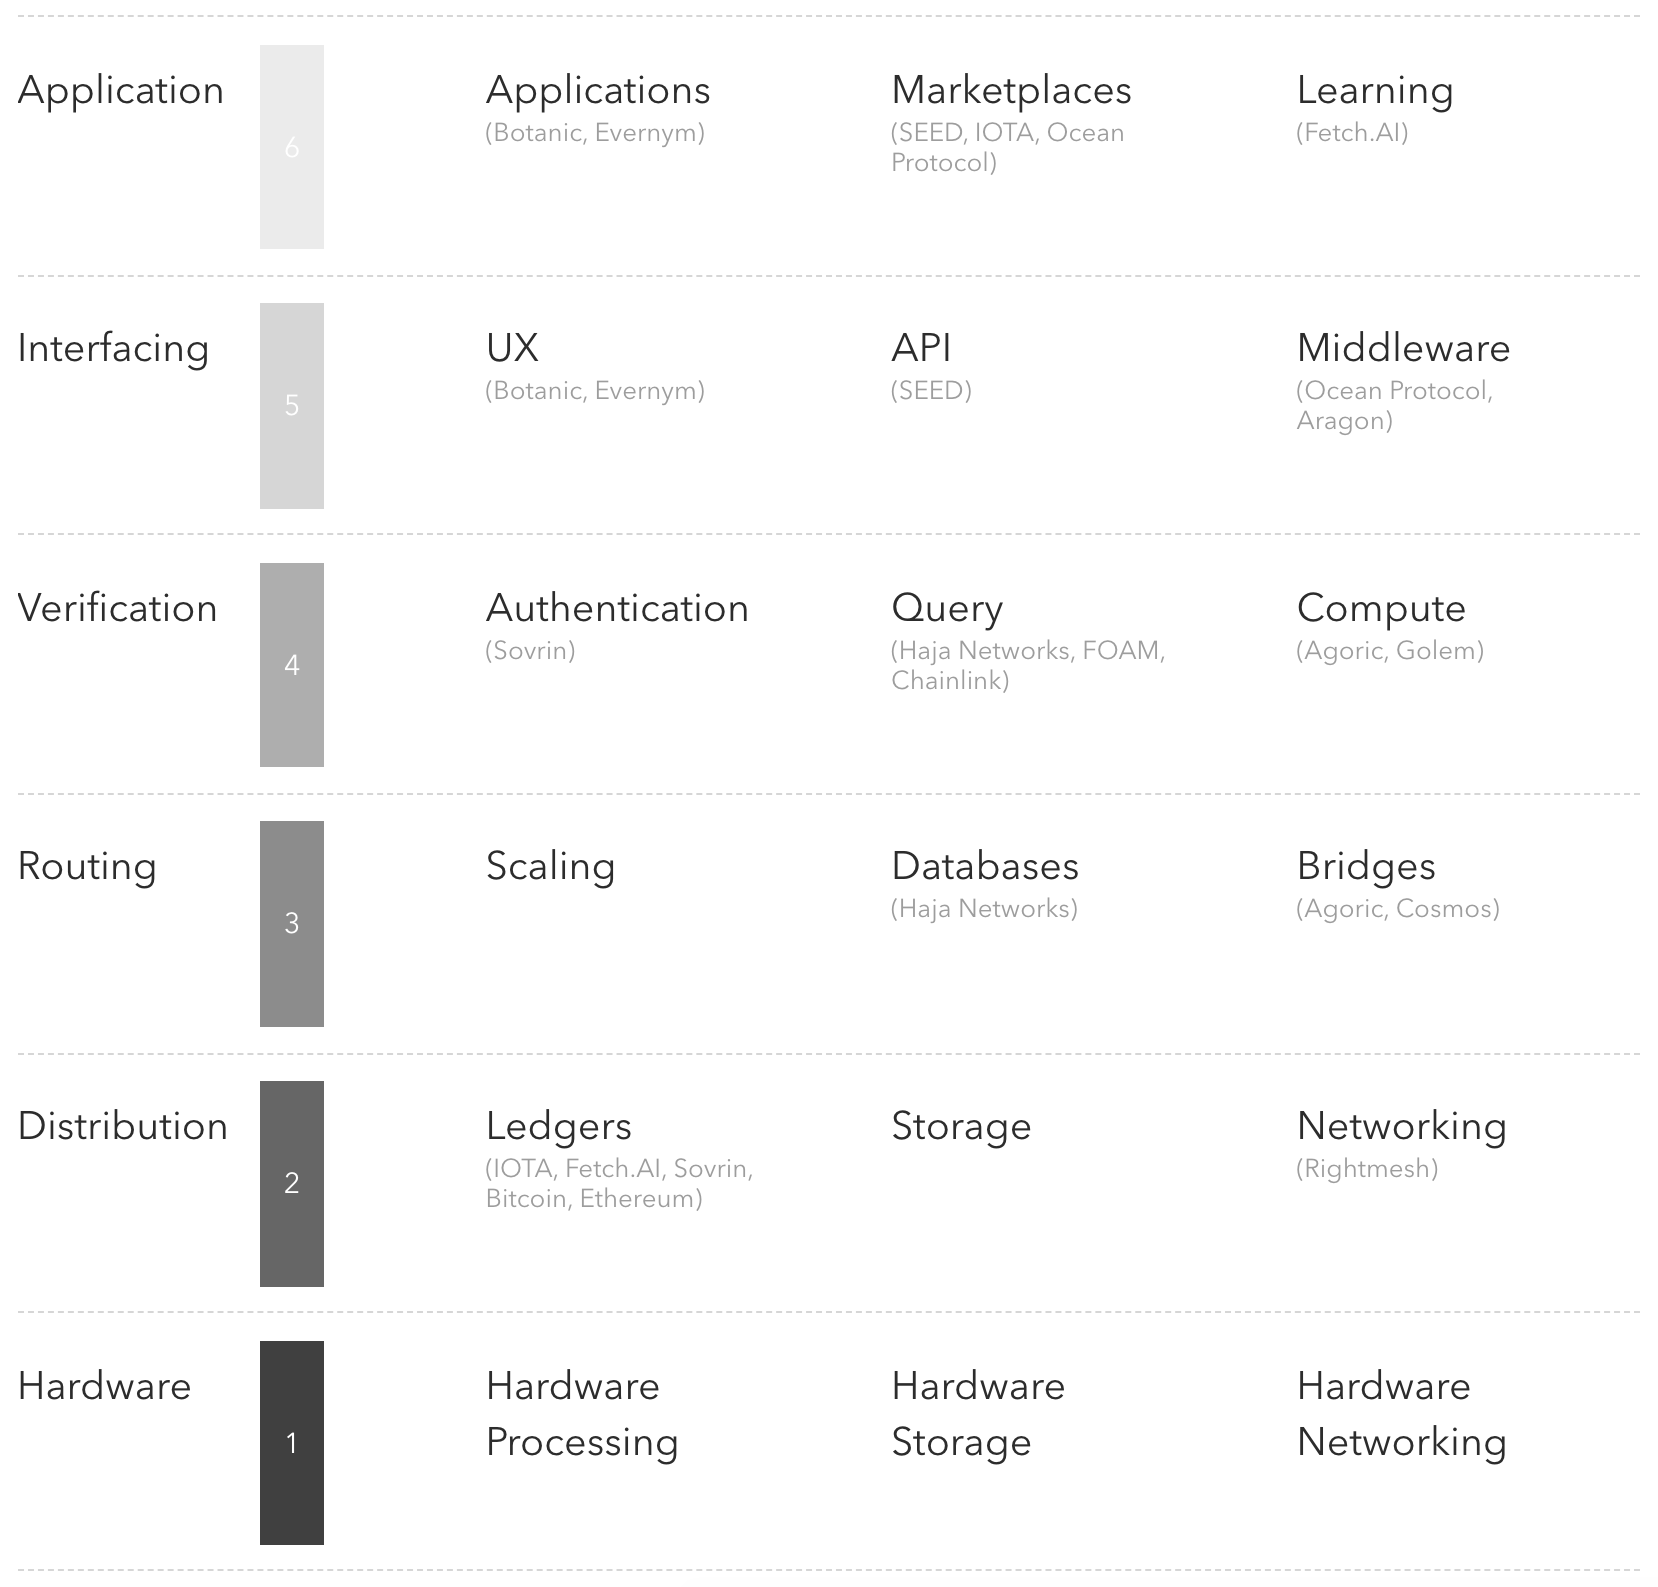 Application
6
Applications
(Botanic, Evernym)
Marketplaces
(SEED, IOTA, Ocean
Protocol)
Learning
(Fetch.AI)
Interfacing
5
UX
(Botanic, Evernym)
API
(SEED)
Middleware
(Ocean Protocol,
Aragon)
Verification
4
Authentication
(Sovrin)
Query
(Haja Networks, FOAM,
Chainlink)
Compute
(Agoric, Golem)
Routing
3
Scaling
Databases
(Haja Networks)
Bridges
(Agoric, Cosmos)
Distribution
2
Ledgers
(IOTA, Fetch.AI, Sovrin,
Bitcoin, Ethereum)
Storage
Networking
(Rightmesh)
Hardware
1
Hardware
Processing
Hardware
Storage
Hardware
Networking